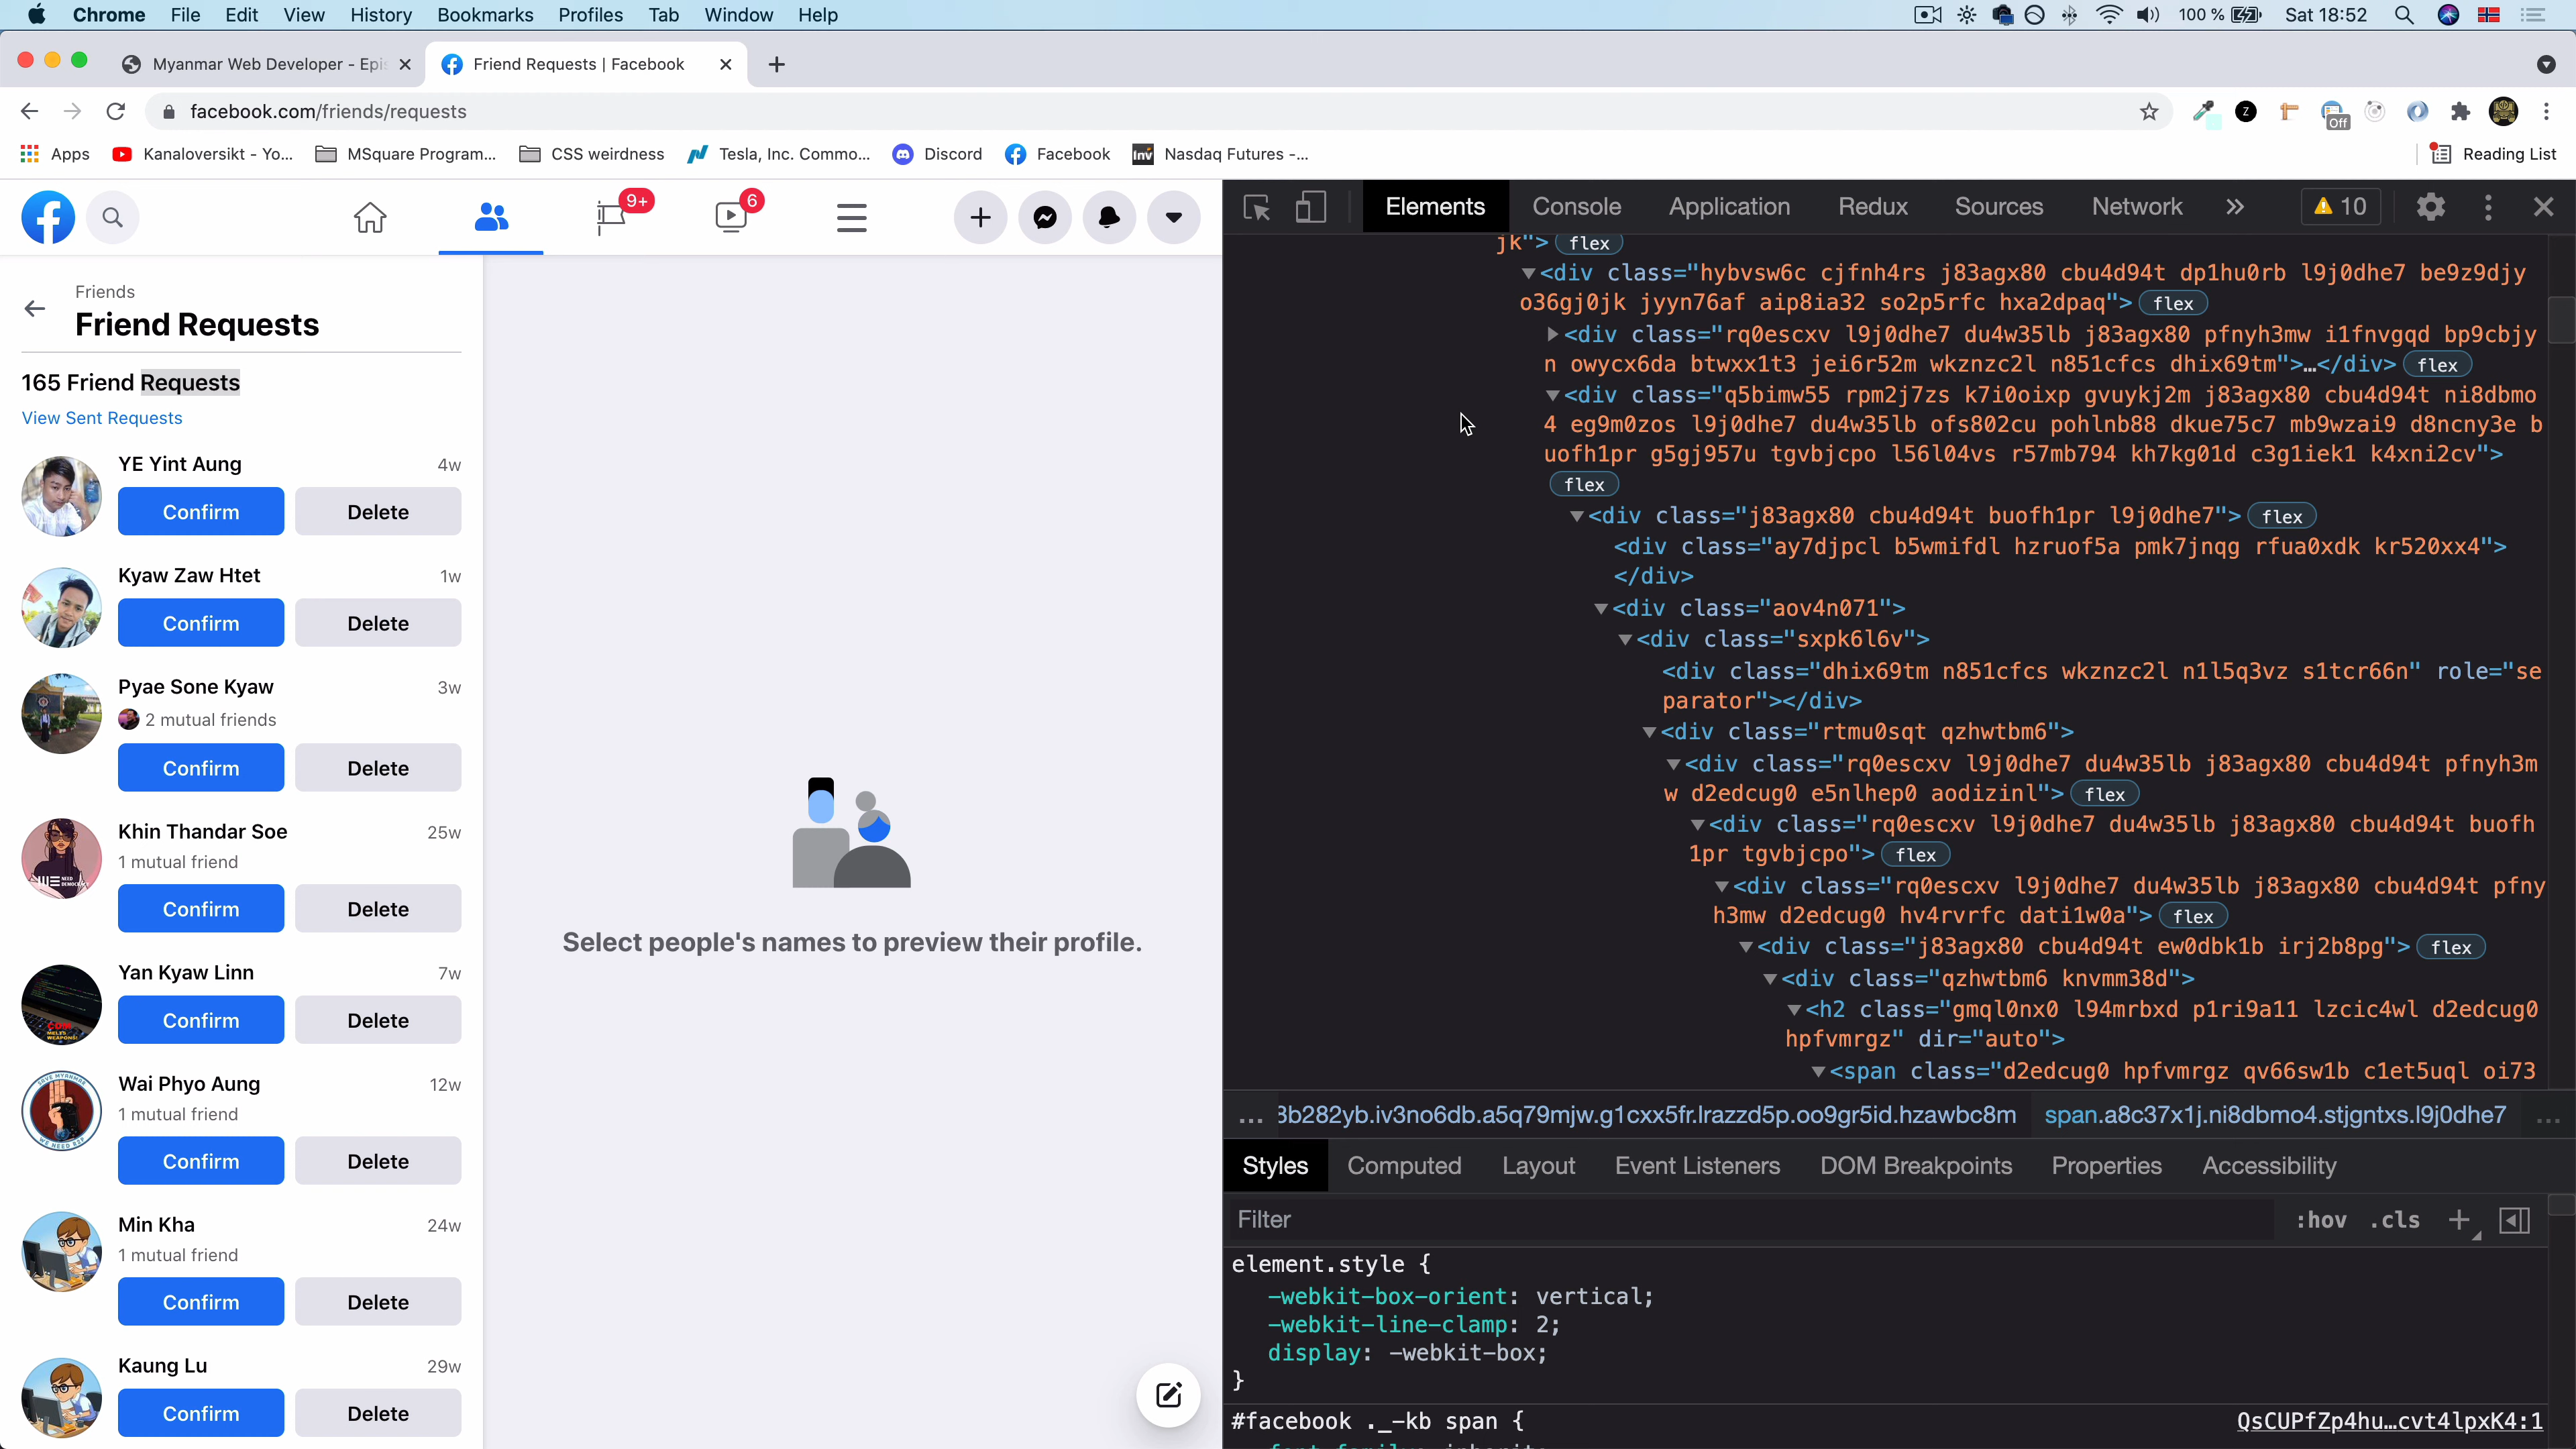 Chrome File Edit View History Bookmarks Profiles Tab Window Help 100 % Sat 18:52
Myanmar Web Developer - Epis Friend Requests | Facebook
facebook.com/friends/requests
Off
Apps Kanaloversikt - Yo... MSquare Program... CSS weirdness Tesla, Inc. Commo... Discord Facebook Nasdaq Futures -... Reading List
9+ 6
Friends
Friend Requests
165 Friend Requests
View Sent Requests
YE Yint Aung 4w
Confirm Delete
Kyaw Zaw Htet 1w
Confirm Delete
Pyae Sone Kyaw 3w
2 mutual friends
Confirm Delete
Khin Thandar Soe 25w
1 mutual friend
Confirm Delete
Yan Kyaw Linn 7w
Confirm Delete
Wai Phyo Aung 12w
1 mutual friend
Confirm Delete
Min Kha 24w
1 mutual friend
Confirm Delete
Kaung Lu 29w
Confirm Delete
Select people's names to preview their profile.
Elements Console Application Redux Sources Network » 10
jk"> flex
<div class="hybvsw6c cjfnh4rs j83agx80 cbu4d94t dp1hu0rb l9j0dhe7 be9z9djy
o36gj0jk jyyn76af aip8ia32 so2p5rfc hxa2dpaq"> flex
<div class="rq0escxv l9j0dhe7 du4w35lb j83agx80 pfnyh3mw i1fnvgqd bp9cbjy
n owycx6da btwxx1t3 jei6r52m wkznzc2l n851cfcs dhix69tm">…</div> flex
<div class="q5bimw55 rpm2j7zs k7i0oixp gvuykj2m j83agx80 cbu4d94t ni8dbmo
4 eg9m0zos l9j0dhe7 du4w35lb ofs802cu pohlnb88 dkue75c7 mb9wzai9 d8ncny3e b
uofh1pr g5gj957u tgvbjcpo l56l04vs r57mb794 kh7kg01d c3g1iek1 k4xni2cv">
flex
<div class="j83agx80 cbu4d94t buofh1pr l9j0dhe7"> flex
<div class="ay7djpcl b5wmifdl hzruof5a pmk7jnqg rfua0xdk kr520xx4">
</div>
<div class="aov4n071">
<div class="sxpk6l6v">
<div class="dhix69tm n851cfcs wkznzc2l n1l5q3vz s1tcr66n" role="se
parator"></div>
<div class="rtmu0sqt qzhwtbm6">
<div class="rq0escxv l9j0dhe7 du4w35lb j83agx80 cbu4d94t pfnyh3m
w d2edcug0 e5nlhep0 aodizinl"> flex
<div class="rq0escxv l9j0dhe7 du4w35lb j83agx80 cbu4d94t buofh
1pr tgvbjcpo"> flex
<div class="rq0escxv l9j0dhe7 du4w35lb j83agx80 cbu4d94t pfny
h3mw d2edcug0 hv4rvrfc dati1w0a"> flex
<div class="j83agx80 cbu4d94t ew0dbk1b irj2b8pg"> flex
<div class="qzhwtbm6 knvmm38d">
<h2 class="gmql0nx0 l94mrbxd p1ri9a11 lzcic4wl d2edcug0
hpfvmrgz" dir="auto">
<span class="d2edcug0 hpfvmrgz qv66sw1b c1et5uql oi73
... 8b282yb.iv3no6db.a5q79mjw.g1cxx5fr.lrazzd5p.oo9gr5id.hzawbc8m span.a8c37x1j.ni8dbmo4.stjgntxs.l9j0dhe7 ...
Styles Computed Layout Event Listeners DOM Breakpoints Properties Accessibility
Filter :hov .cls +
element.style {
-webkit-box-orient: vertical;
-webkit-line-clamp: 2;
display: -webkit-box;
}
#facebook ._-kb span { QsCUPfZp4hu…cvt4lpxK4:1